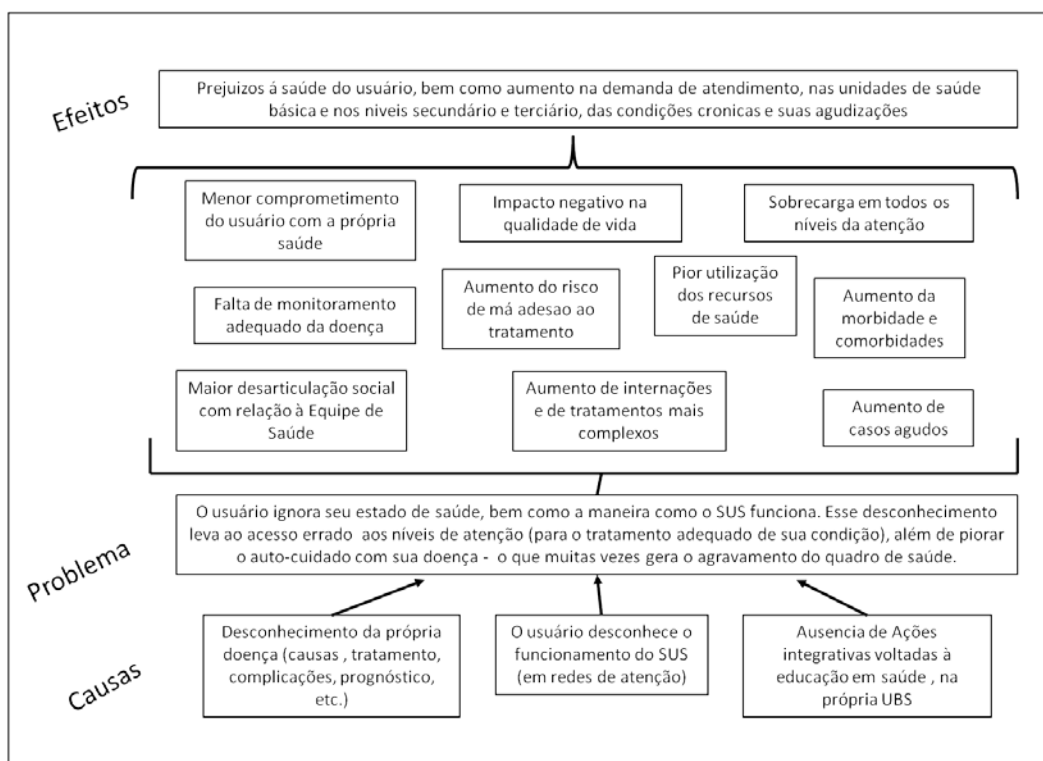 Efeitos
Prejuizos á saúde do usuário, bem como aumento na demanda de atendimento, nas unidades de saúde
básica e nos niveis secundário e terciário, das condições cronicas e suas agudizações
Menor comprometimento
do usuário com a própria
saúde
Impacto negativo na
qualidade de vida
Sobrecarga em todos os
níveis da atenção
Falta de monitoramento
adequado da doença
Aumento do risco
de má adesao ao
tratamento
Pior utilização
dos recursos
de saúde
Aumento da
morbidade e
comorbidades
Maior desarticulação social
com relação à Equipe de
Saúde
Aumento de internações
e de tratamentos mais
complexos
Aumento de
casos agudos
Problema
O usuário ignora seu estado de saúde, bem como a maneira como o SUS funciona. Esse desconhecimento
leva ao acesso errado aos níveis de atenção (para o tratamento adequado de sua condição), além de piorar
o auto-cuidado com sua doença - o que muitas vezes gera o agravamento do quadro de saúde.
Causas
Desconhecimento da própria
doença (causas , tratamento,
complicações, prognóstico,
etc.)
O usuário desconhece o
funcionamento do SUS
(em redes de atenção)
Ausencia de Ações
integrativas voltadas à
educação em saúde , na
própria UBS